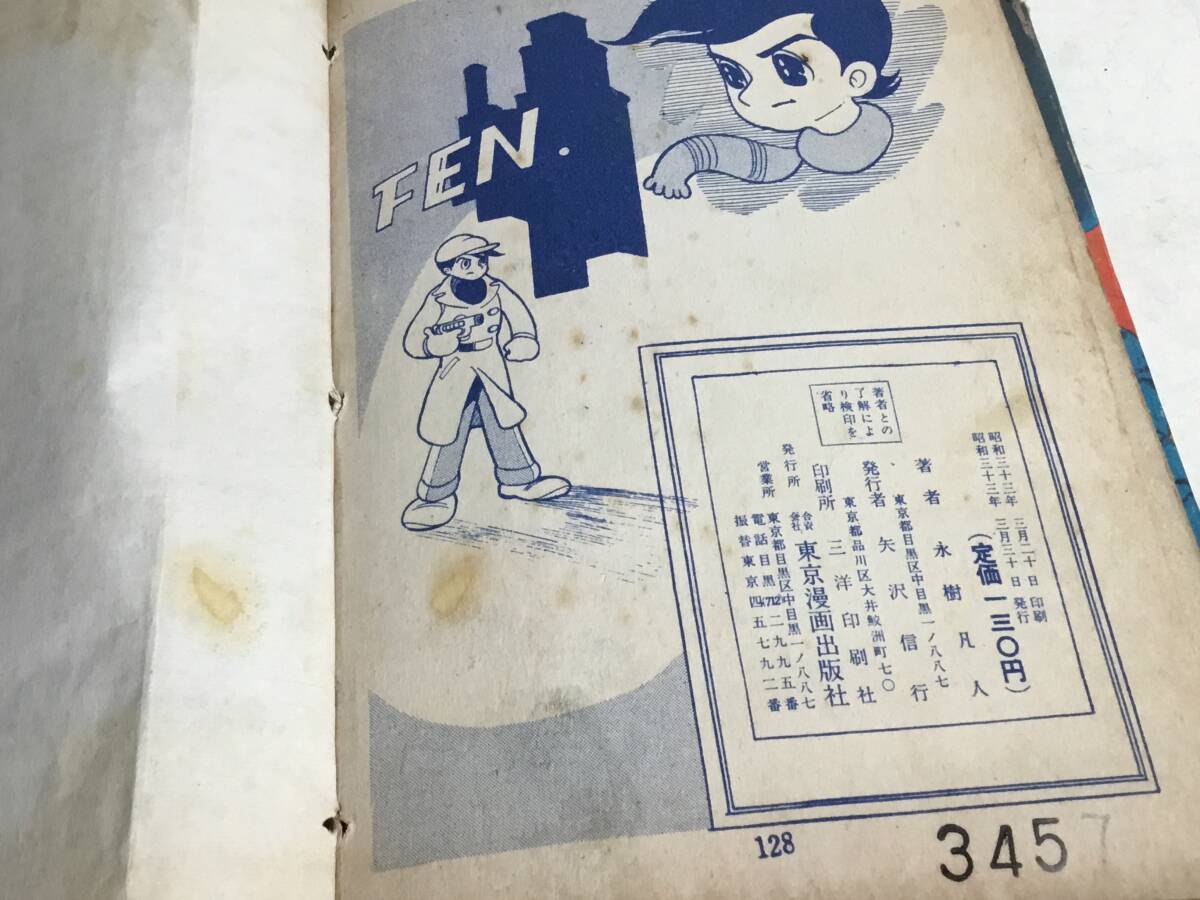 FEN.
昭和三十三年 三月二十日 印刷
昭和三十三年 三月三十日 発行
(定価一三〇円)
著者 永樹凡人
東京都目黒区中目黒一ノ八八七
発行者 矢沢信行
東京都品川区大井鮫洲町七〇
印刷所 三洋印刷社
発行所 合資会社 東京漫画出版社
営業所 東京都目黒区中目黒一ノ八八七
電話目黒(712)二九九五番
振替東京四五七九二番
著者との
了解によ
り検印を
省略
128
3457